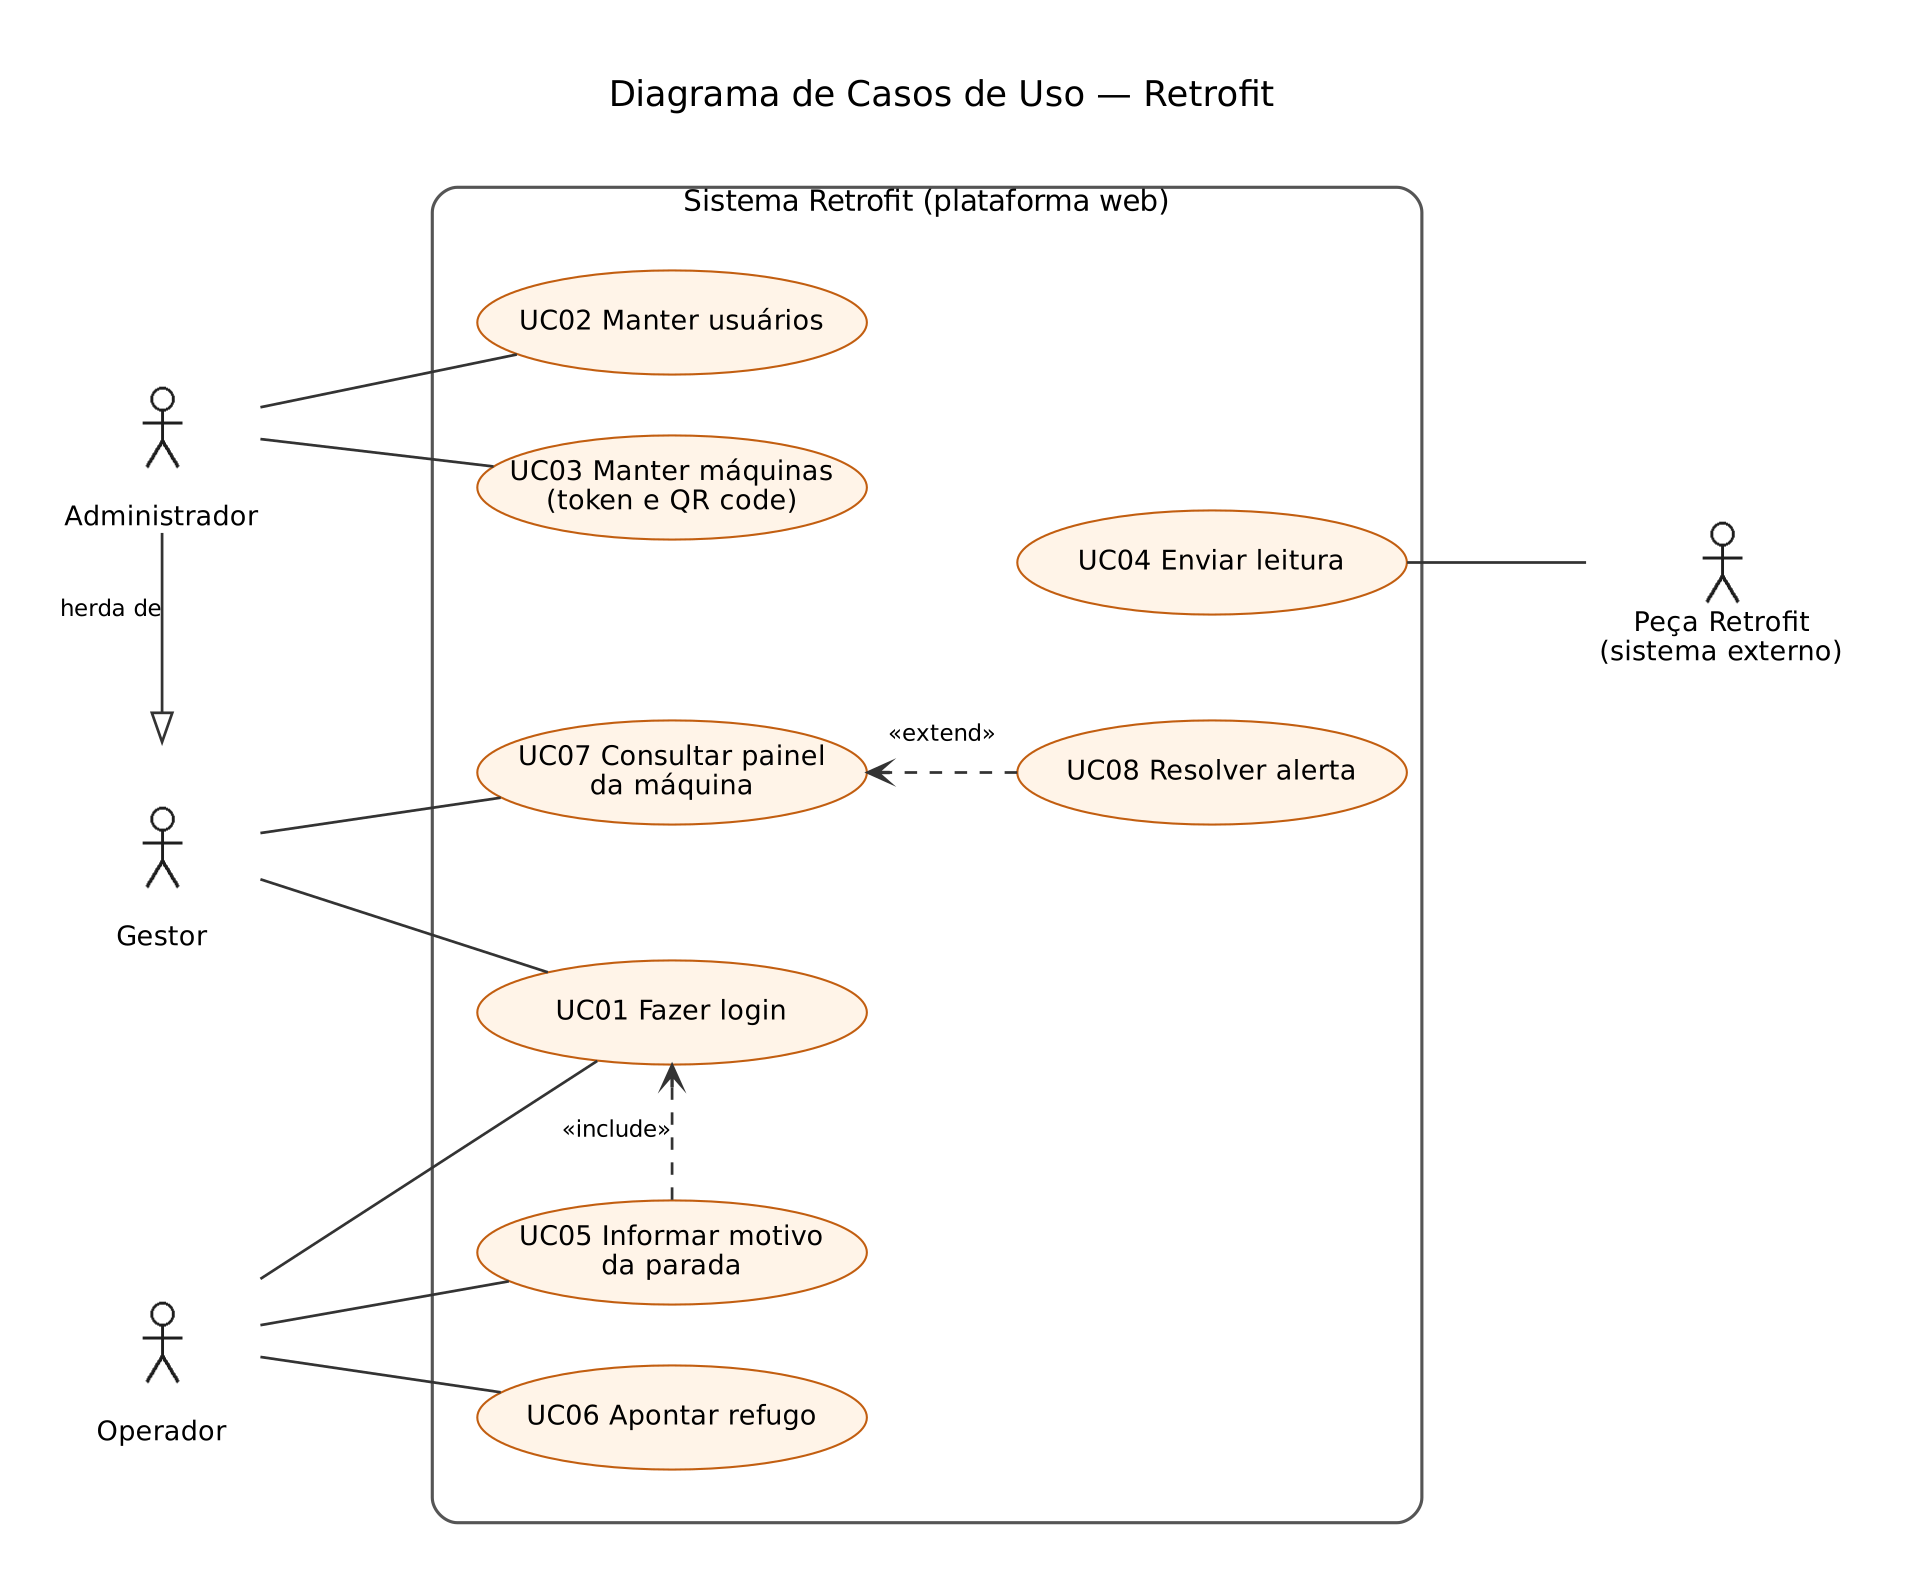 Diagrama de Casos de Uso — Retrofit
Sistema Retrofit (plataforma web)
UC02 Manter usuários
UC03 Manter máquinas
(token e QR code)
Administrador
UC04 Enviar leitura
Peça Retrofit
(sistema externo)
herda de
UC07 Consultar painel
da máquina
«extend»
UC08 Resolver alerta
Gestor
UC01 Fazer login
«include»
UC05 Informar motivo
da parada
UC06 Apontar refugo
Operador